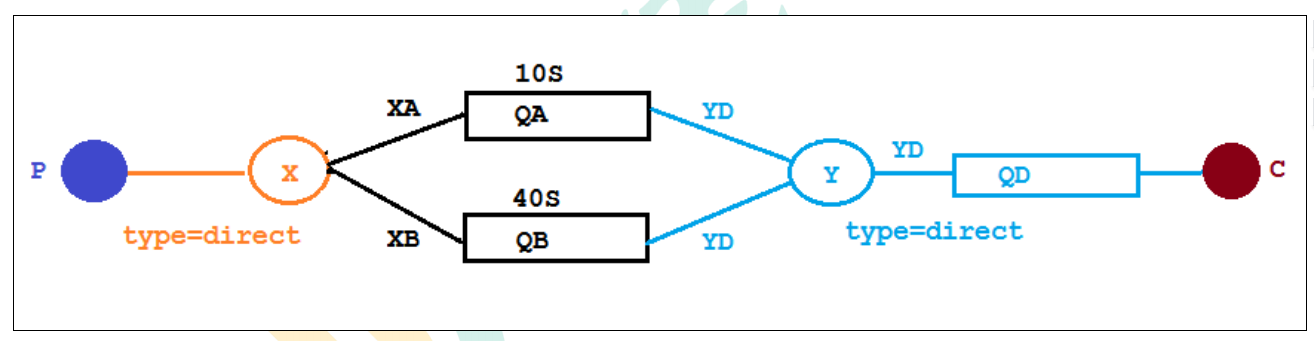 10S
XA
QA
YD
P
X
Y
YD
QD
C
type=direct
40S
XB
QB
YD
type=direct